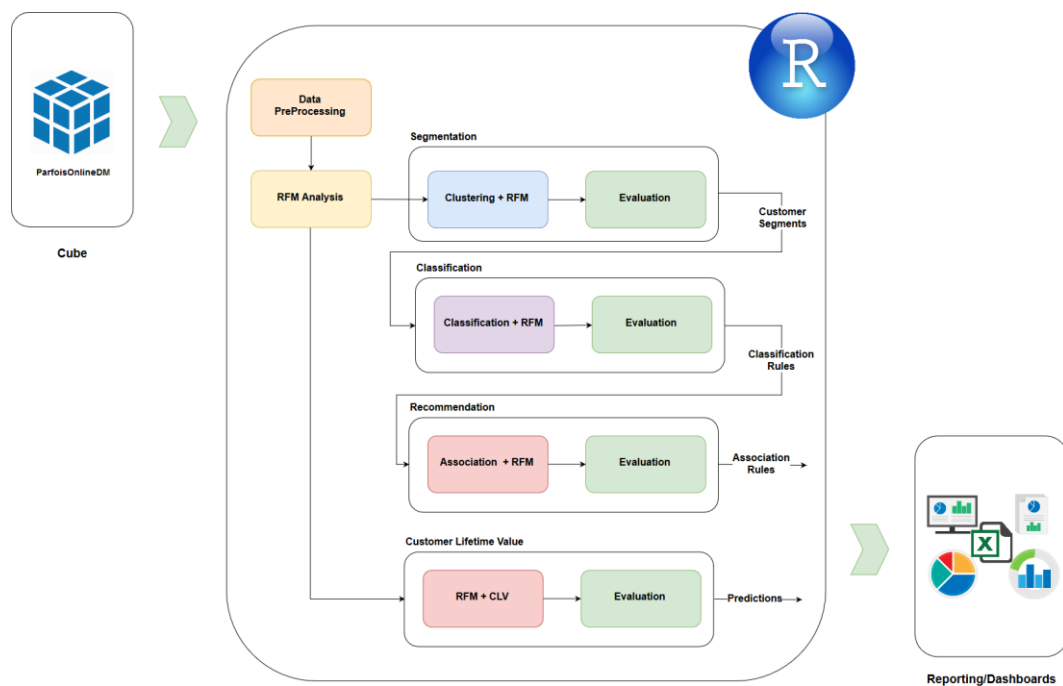 ParfoisOnlineDM
Cube
R
Data
PreProcessing
RFM Analysis
Segmentation
Clustering + RFM
Evaluation
Customer
Segments
Classification
Classification + RFM
Evaluation
Classification
Rules
Recommendation
Association + RFM
Evaluation
Association
Rules
Customer Lifetime Value
RFM + CLV
Evaluation
Predictions
X
Reporting/Dashboards